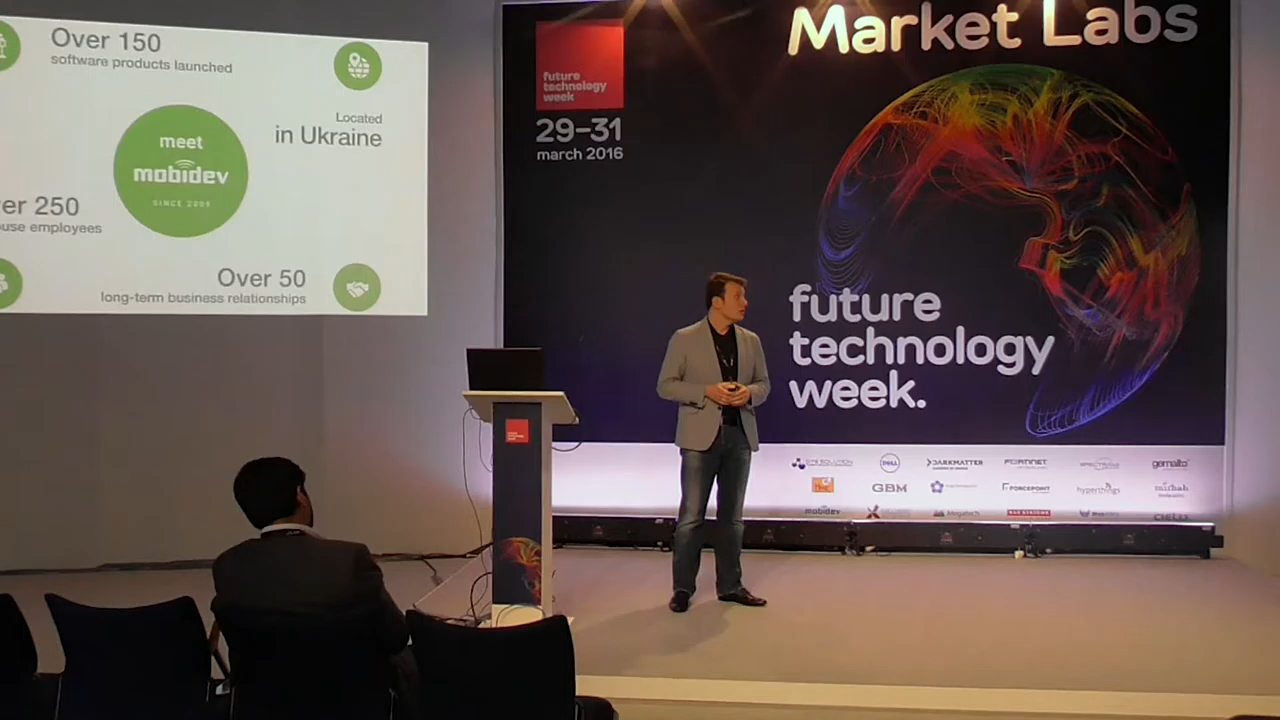 Over 150
software products launched
Located
in Ukraine
meet
mobidev
SINCE 2009
er 250
use employees
Over 50
long-term business relationships
Market Labs
future
technology
week
29-31
march 2016
future
technology
week.
DELL
DARKMATTER
FORTINET
gemalto
GBM
FORCEPOINT
hyperthings
mobidev